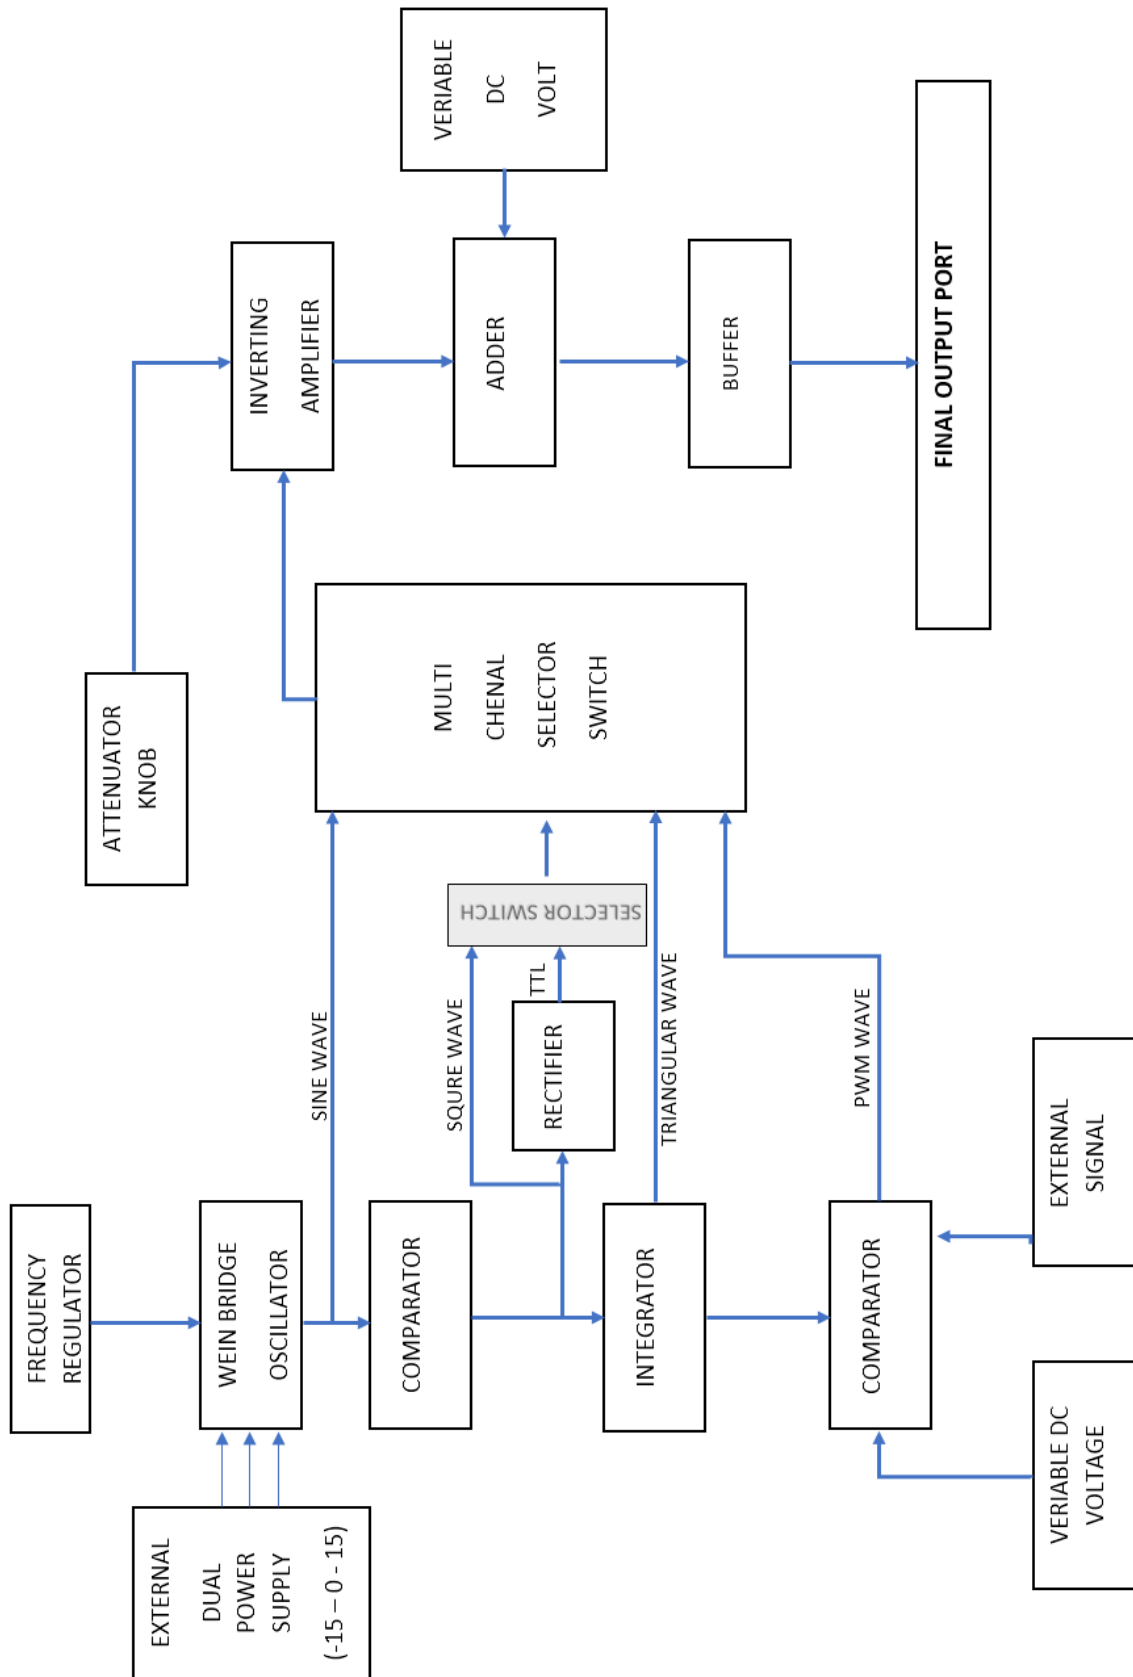 EXTERNAL
DUAL
POWER
SUPPLY
(-15 – 0 - 15)
FREQUENCY
REGULATOR
WEIN BRIDGE
OSCILLATOR
SINE WAVE
COMPARATOR
SQURE WAVE
RECTIFIER
TTL
SELECTOR SWITCH
INTEGRATOR
TRIANGULAR WAVE
VERIABLE DC
VOLTAGE
COMPARATOR
EXTERNAL
SIGNAL
PWM WAVE
MULTI
CHENAL
SELECTOR
SWITCH
ATTENUATOR
KNOB
INVERTING
AMPLIFIER
VERIABLE
DC
VOLT
ADDER
BUFFER
FINAL OUTPUT PORT